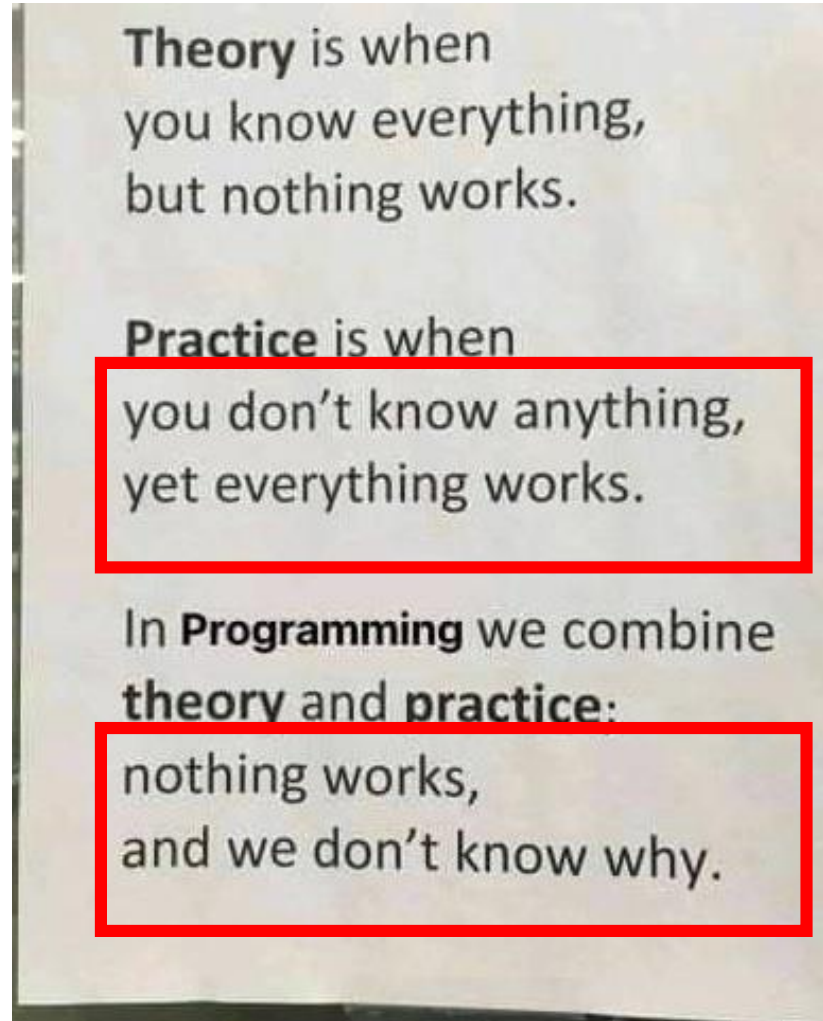 Theory is when
you know everything,
but nothing works.
Practice is when
you don’t know anything,
yet everything works.
In Programming we combine
theory and practice:
nothing works,
and we don’t know why.